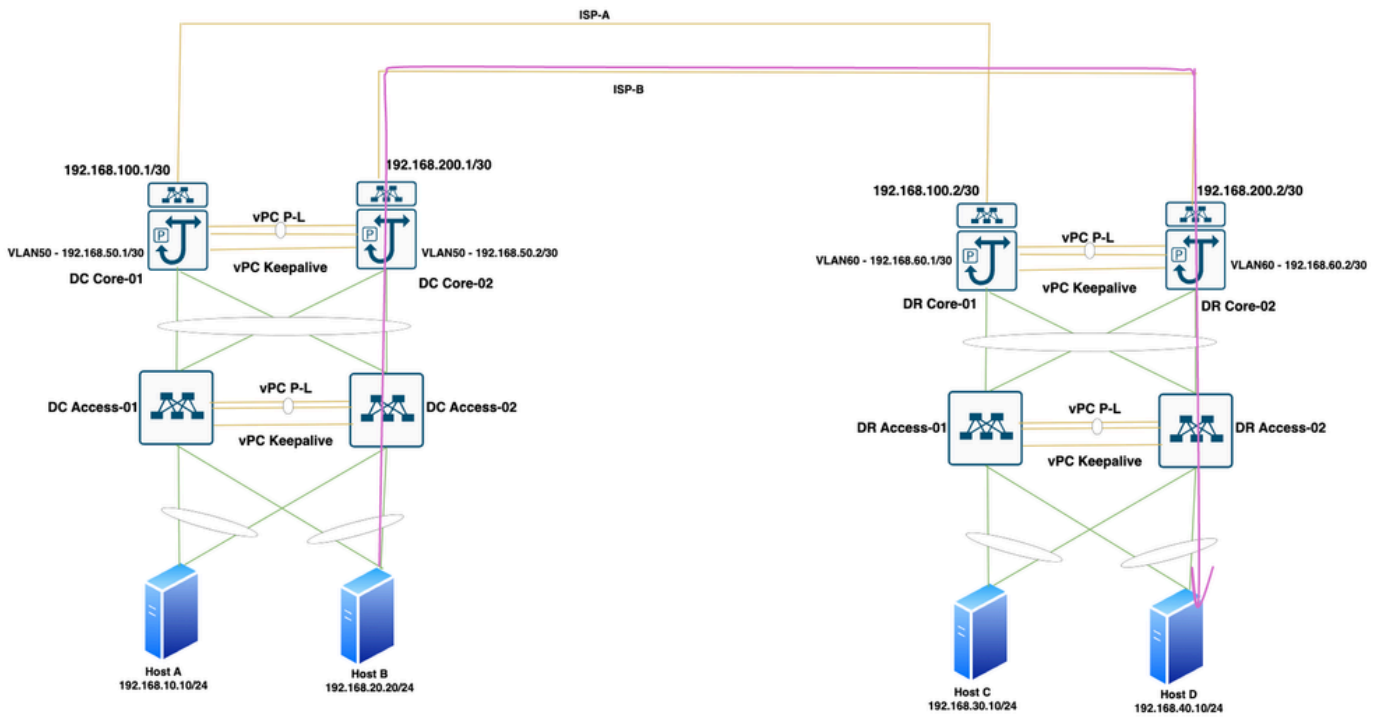 ISP-A
ISP-B
192.168.100.1/30
192.168.200.1/30
192.168.100.2/30
192.168.200.2/30
vPC P-L
P
P
VLAN50 - 192.168.50.1/30
VLAN50 - 192.168.50.2/30
vPC Keepalive
DC Core-01
DC Core-02
vPC P-L
P
P
VLAN60 - 192.168.60.1/30
VLAN60 - 192.168.60.2/30
vPC Keepalive
DR Core-01
DR Core-02
vPC P-L
DC Access-01
DC Access-02
vPC Keepalive
vPC P-L
DR Access-01
DR Access-02
vPC Keepalive
Host A
192.168.10.10/24
Host B
192.168.20.20/24
Host C
192.168.30.10/24
Host D
192.168.40.10/24